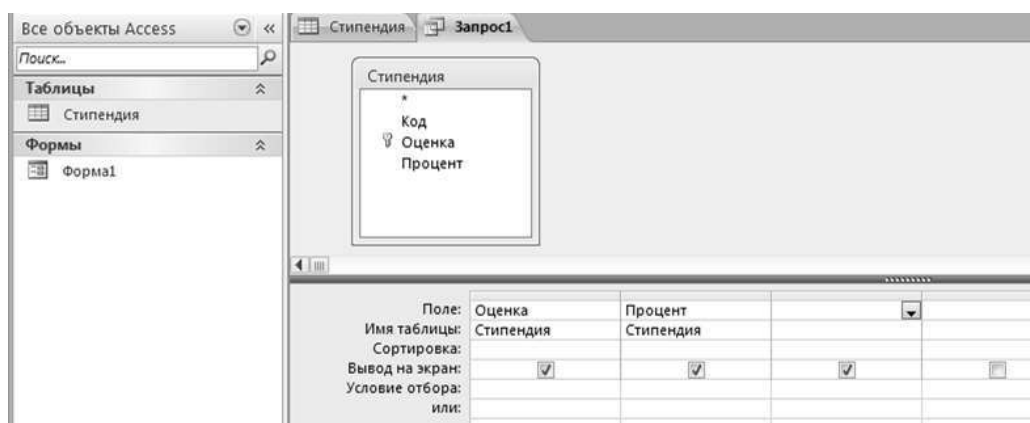 Все объекты Access
Поиск...
Таблицы
Стипендия
Формы
Форма1
Стипендия
Запрос1
Стипендия
*
Код
Оценка
Процент
Поле: Оценка Процент
Имя таблицы: Стипендия Стипендия
Сортировка:
Вывод на экран:
Условие отбора:
или: